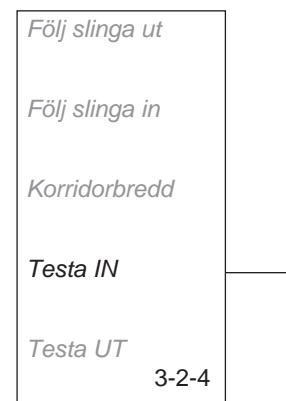 Följ slinga ut
Följ slinga in
Korridorbredd
Testa IN
Testa UT
3-2-4